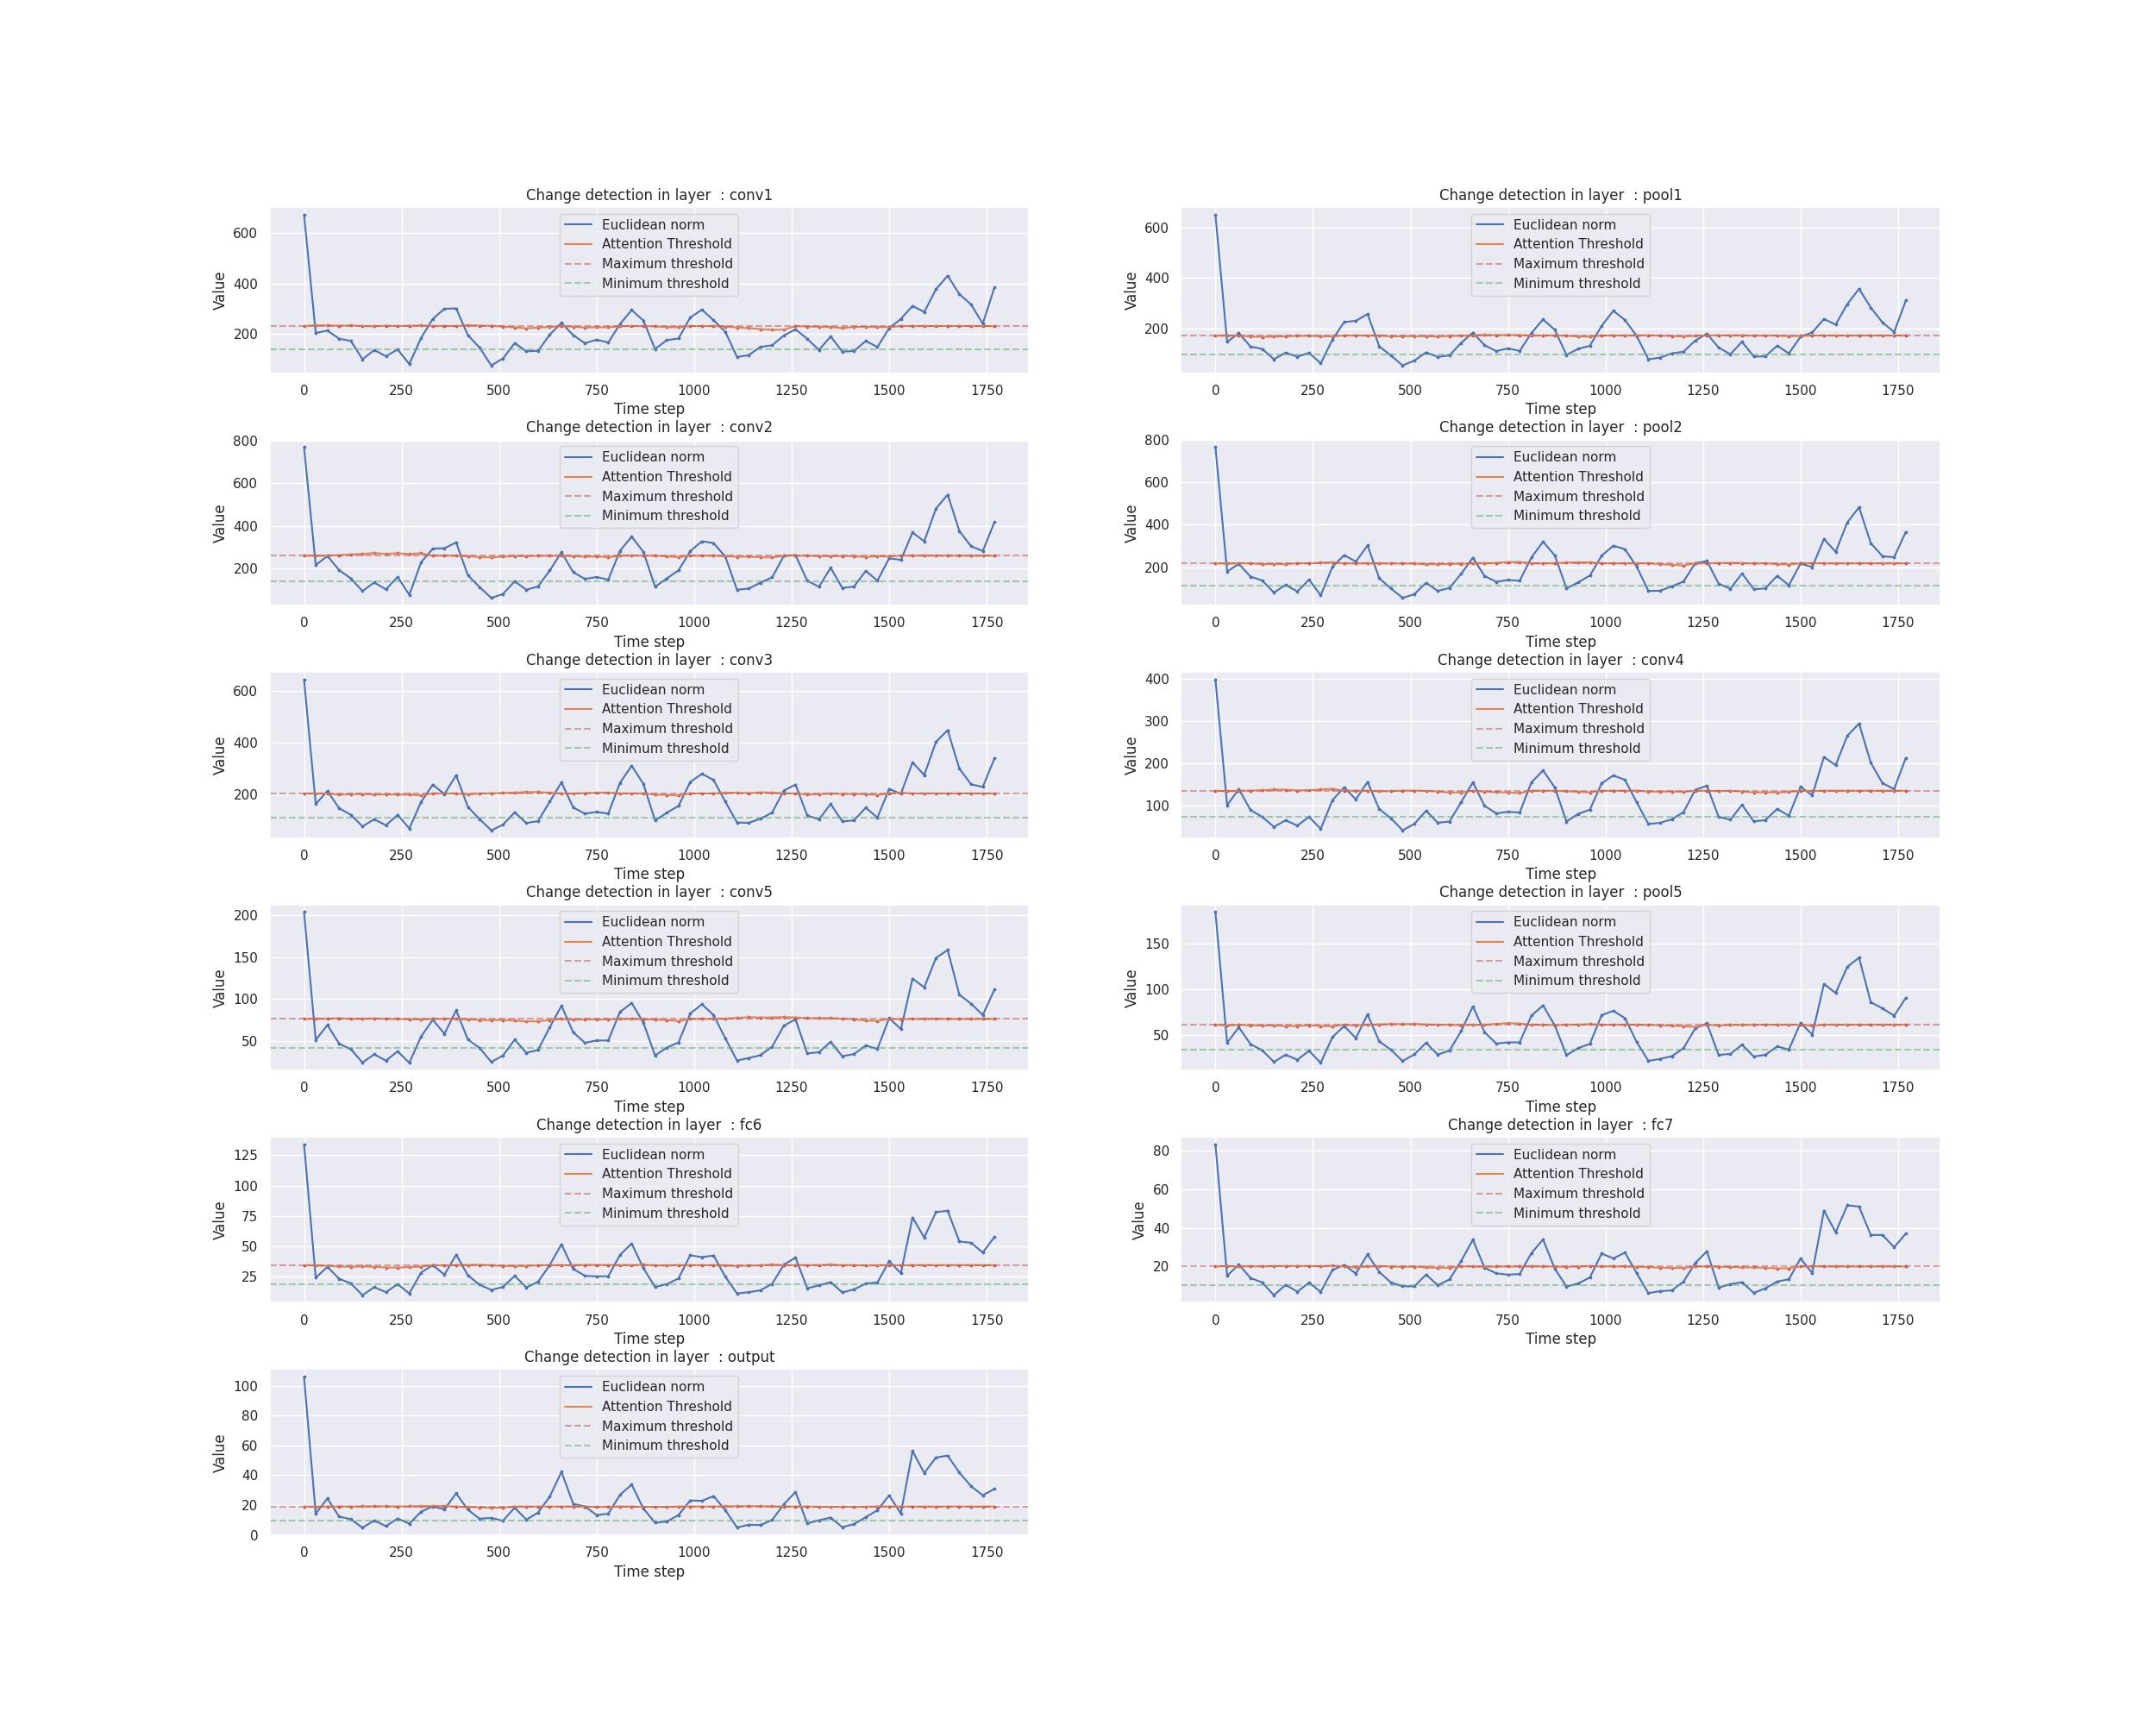 Change detection in layer  : conv1
Value
600
400
200
Euclidean norm
Attention Threshold
Maximum threshold
Minimum threshold
0 250 500 750 1000 1250 1500 1750
Time step
Change detection in layer  : pool1
Value
600
400
200
Euclidean norm
Attention Threshold
Maximum threshold
Minimum threshold
0 250 500 750 1000 1250 1500 1750
Time step
Change detection in layer  : conv2
Value
800
600
400
200
Euclidean norm
Attention Threshold
Maximum threshold
Minimum threshold
0 250 500 750 1000 1250 1500 1750
Time step
Change detection in layer  : pool2
Value
800
600
400
200
Euclidean norm
Attention Threshold
Maximum threshold
Minimum threshold
0 250 500 750 1000 1250 1500 1750
Time step
Change detection in layer  : conv3
Value
600
400
200
Euclidean norm
Attention Threshold
Maximum threshold
Minimum threshold
0 250 500 750 1000 1250 1500 1750
Time step
Change detection in layer  : conv4
Value
400
300
200
100
Euclidean norm
Attention Threshold
Maximum threshold
Minimum threshold
0 250 500 750 1000 1250 1500 1750
Time step
Change detection in layer  : conv5
Value
200
150
100
50
Euclidean norm
Attention Threshold
Maximum threshold
Minimum threshold
0 250 500 750 1000 1250 1500 1750
Time step
Change detection in layer  : pool5
Value
150
100
50
Euclidean norm
Attention Threshold
Maximum threshold
Minimum threshold
0 250 500 750 1000 1250 1500 1750
Time step
Change detection in layer  : fc6
Value
125
100
75
50
25
Euclidean norm
Attention Threshold
Maximum threshold
Minimum threshold
0 250 500 750 1000 1250 1500 1750
Time step
Change detection in layer  : fc7
Value
80
60
40
20
Euclidean norm
Attention Threshold
Maximum threshold
Minimum threshold
0 250 500 750 1000 1250 1500 1750
Time step
Change detection in layer  : output
Value
100
80
60
40
20
0
Euclidean norm
Attention Threshold
Maximum threshold
Minimum threshold
0 250 500 750 1000 1250 1500 1750
Time step